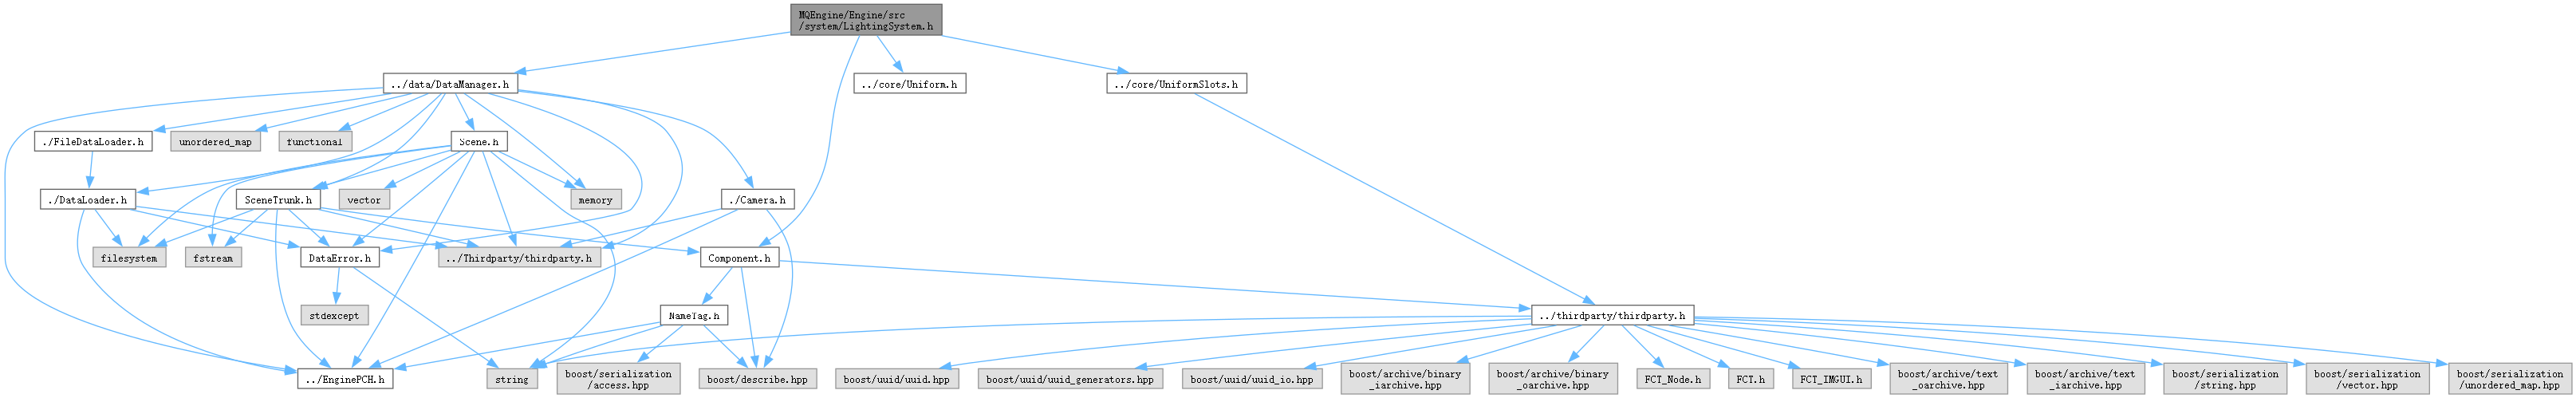 MQEngine/Engine/src
/system/LightingSystem.h
../data/DataManager.h
../core/Uniform.h
../core/UniformSlots.h
./FileDataLoader.h
unordered_map
functional
Scene.h
./DataLoader.h
SceneTrunk.h
vector
memory
./Camera.h
filesystem
fstream
DataError.h
../Thirdparty/thirdparty.h
Component.h
stdexcept
NameTag.h
../thirdparty/thirdparty.h
../EnginePCH.h
string
boost/serialization
/access.hpp
boost/describe.hpp
boost/uuid/uuid.hpp
boost/uuid/uuid_generators.hpp
boost/uuid/uuid_io.hpp
boost/archive/binary
_iarchive.hpp
boost/archive/binary
_oarchive.hpp
FCT_Node.h
FCT.h
FCT_IMGUI.h
boost/archive/text
_oarchive.hpp
boost/archive/text
_iarchive.hpp
boost/serialization
/string.hpp
boost/serialization
/vector.hpp
boost/serialization
/unordered_map.hpp